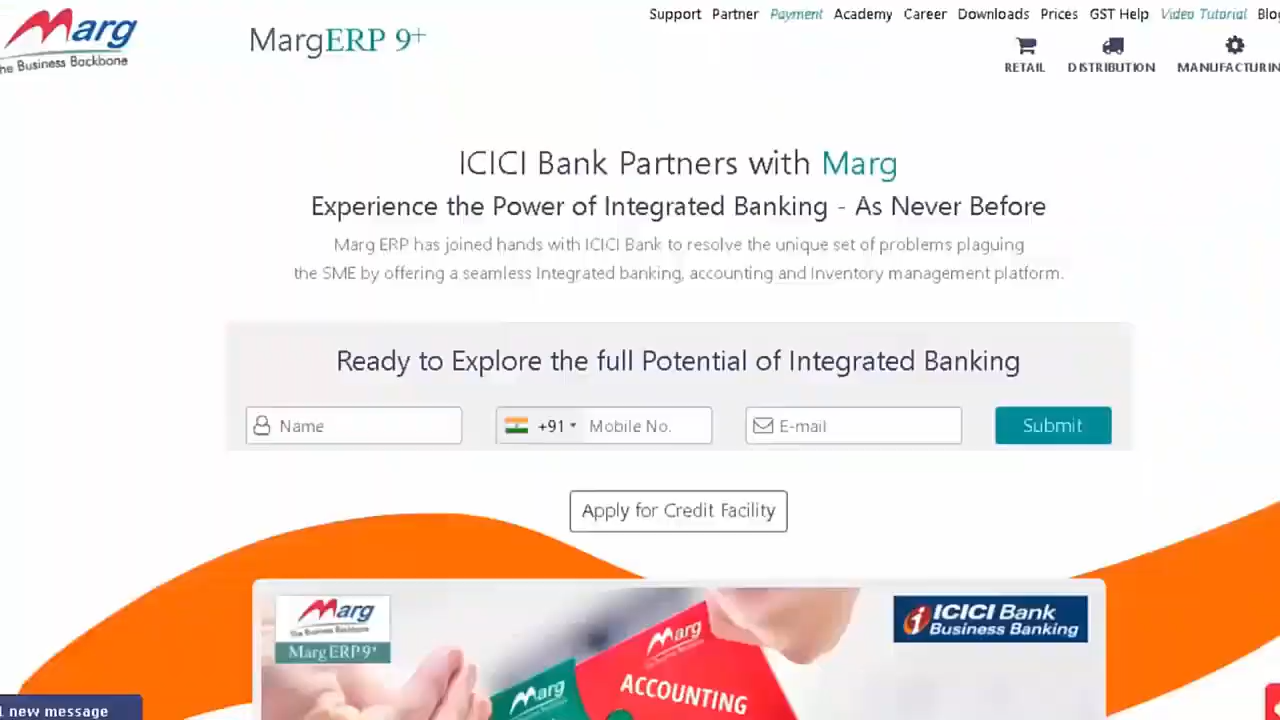 Marg
The Business Backbone
MargERP 9+
Support Partner Payment Academy Career Downloads Prices GST Help Video Tutorial Blog
RETAIL DISTRIBUTION MANUFACTURIN
ICICI Bank Partners with Marg
Experience the Power of Integrated Banking - As Never Before
Marg ERP has joined hands with ICICI Bank to resolve the unique set of problems plaguing
the SME by offering a seamless Integrated banking, accounting and Inventory management platform.
Ready to Explore the full Potential of Integrated Banking
Name +91 Mobile No. E-mail Submit
Apply for Credit Facility
Marg
The Business Backbone
MargERP9+
ICICI Bank
Business Banking
Marg
ACCOUNTING
Marg
1 new message